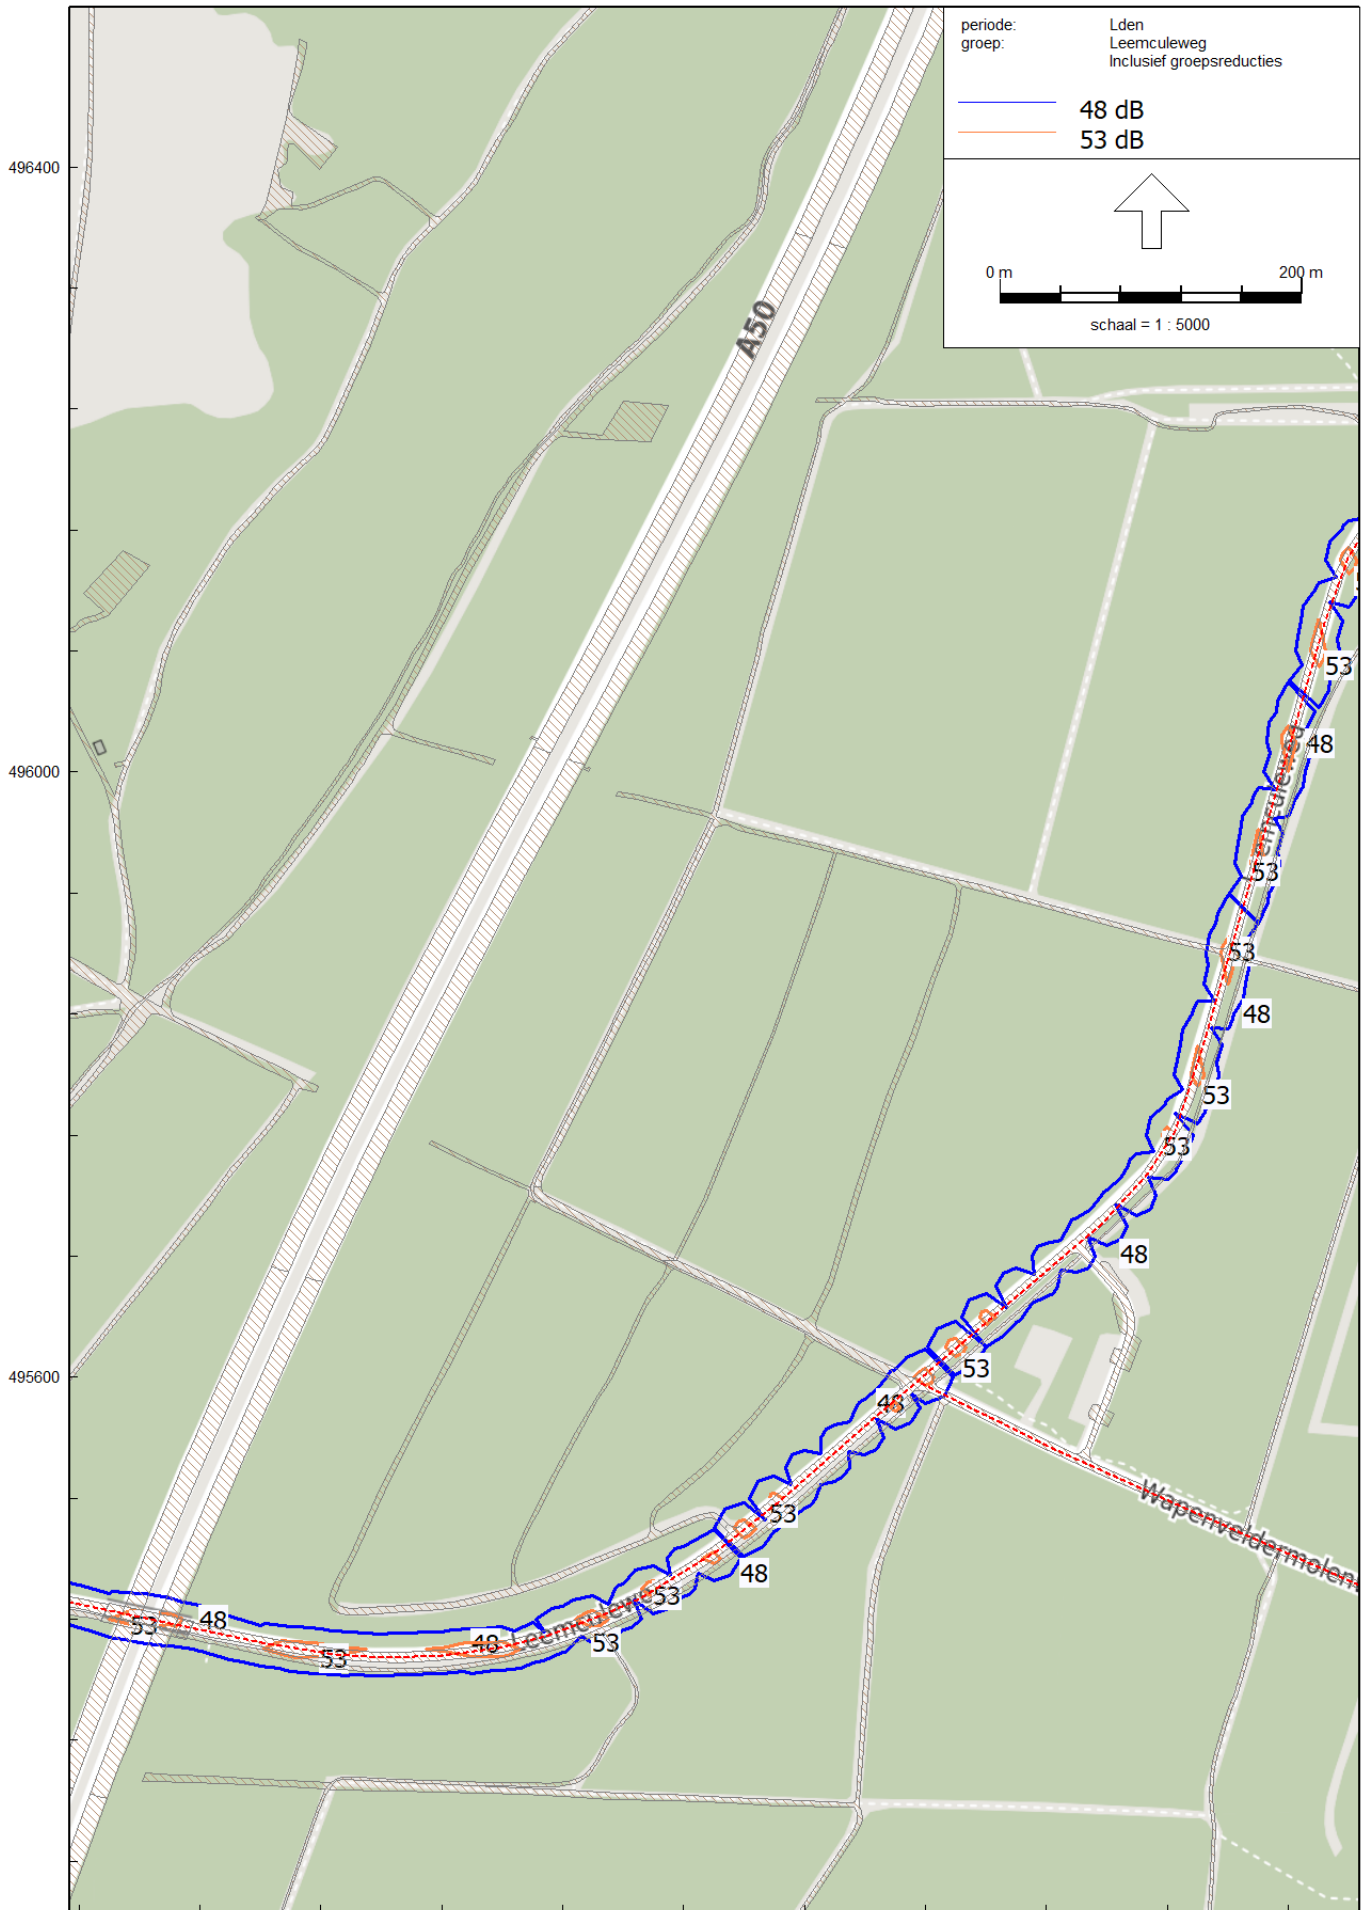 periode: Lden
groep: Leemculeweg
Inclusief groepsreducties
48 dB
53 dB
0 m 200 m
schaal = 1 : 5000
496400
A50
53
48
496000
Leemculeweg
53
53
48
53
53
48
495600
53
48
Wapenveldermolen
53
48
53
48
53
Leemculeweg
48
53
53